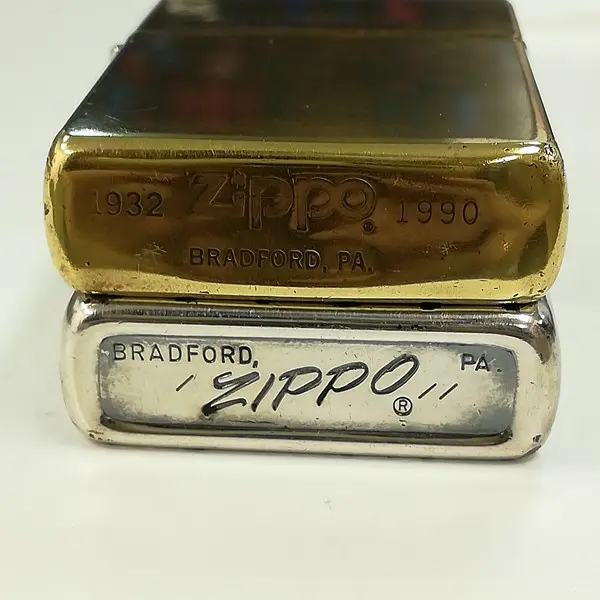 1932 Zippo® 1990
BRADFORD, PA.
BRADFORD, PA.
/ ZIPPO® //